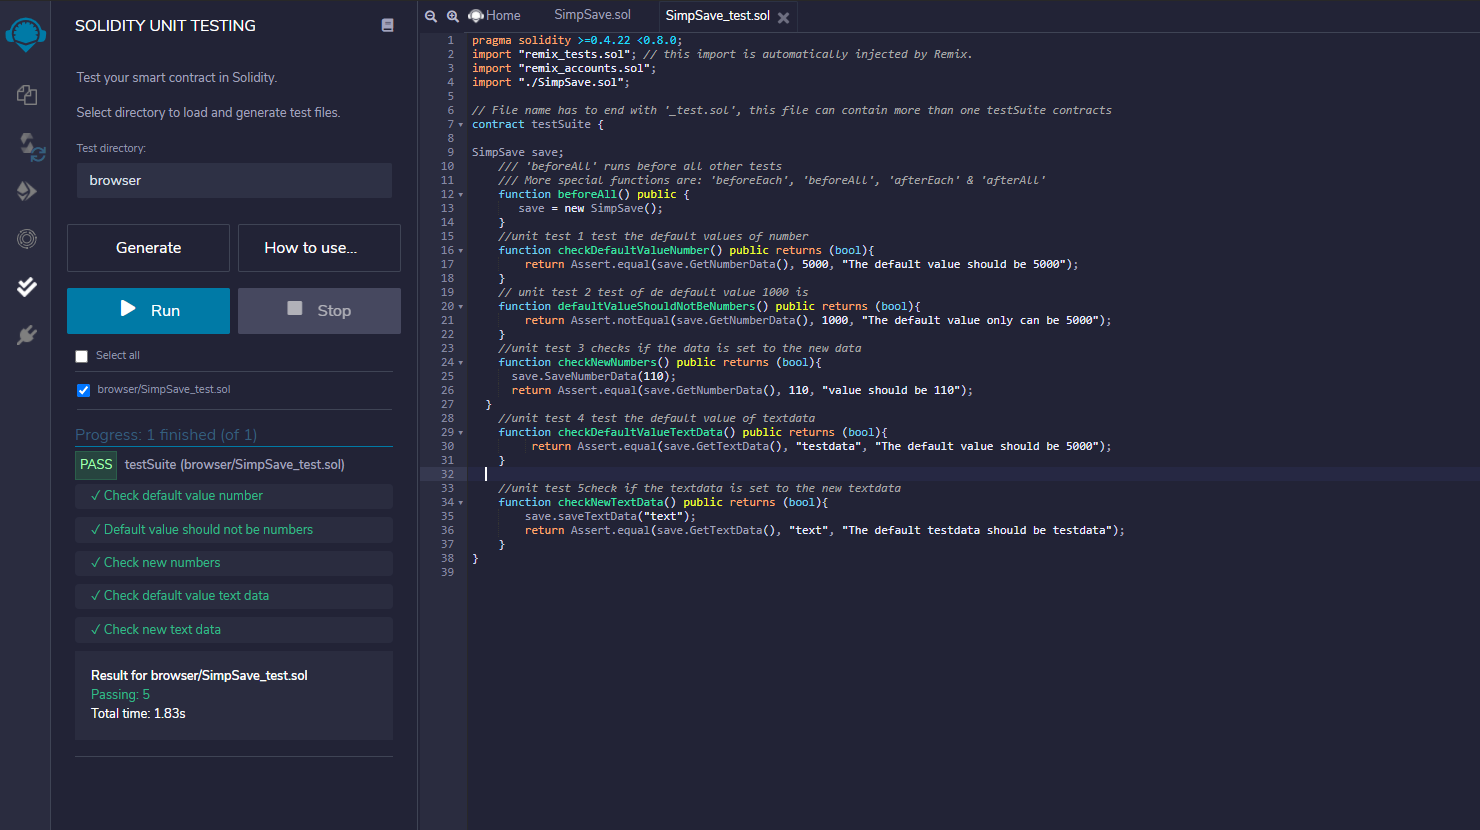 SOLIDITY UNIT TESTING
Test your smart contract in Solidity.
Select directory to load and generate test files.
Test directory:
browser
Generate
How to use...
Run
Stop
Select all
browser/SimpSave_test.sol
Progress: 1 finished (of 1)
PASS testSuite (browser/SimpSave_test.sol)
✓ Check default value number
✓ Default value should not be numbers
✓ Check new numbers
✓ Check default value text data
✓ Check new text data
Result for browser/SimpSave_test.sol
Passing: 5
Total time: 1.83s
Home SimpSave.sol SimpSave_test.sol
1 pragma solidity >=0.4.22 <0.8.0;
2 import "remix_tests.sol"; // this import is automatically injected by Remix.
3 import "remix_accounts.sol";
4 import "./SimpSave.sol";
5
6 // File name has to end with '_test.sol', this file can contain more than one testSuite contracts
7 contract testSuite {
8
9 SimpSave save;
10 /// 'beforeAll' runs before all other tests
11 /// More special functions are: 'beforeEach', 'beforeAll', 'afterEach' & 'afterAll'
12 function beforeAll() public {
13 save = new SimpSave();
14 }
15 //unit test 1 test the default values of number
16 function checkDefaultValueNumber() public returns (bool){
17 return Assert.equal(save.GetNumberData(), 5000, "The default value should be 5000");
18 }
19 // unit test 2 test of de default value 1000 is
20 function defaultValueShouldNotBeNumbers() public returns (bool){
21 return Assert.notEqual(save.GetNumberData(), 1000, "The default value only can be 5000");
22 }
23 //unit test 3 checks if the data is set to the new data
24 function checkNewNumbers() public returns (bool){
25 save.SaveNumberData(110);
26 return Assert.equal(save.GetNumberData(), 110, "value should be 110");
27 }
28 //unit test 4 test the default value of textdata
29 function checkDefaultValueTextData() public returns (bool){
30 return Assert.equal(save.GetTextData(), "testdata", "The default value should be 5000");
31 }
32
33 //unit test 5check if the textdata is set to the new textdata
34 function checkNewTextData() public returns (bool){
35 save.saveTextData("text");
36 return Assert.equal(save.GetTextData(), "text", "The default testdata should be testdata");
37 }
38 }
39